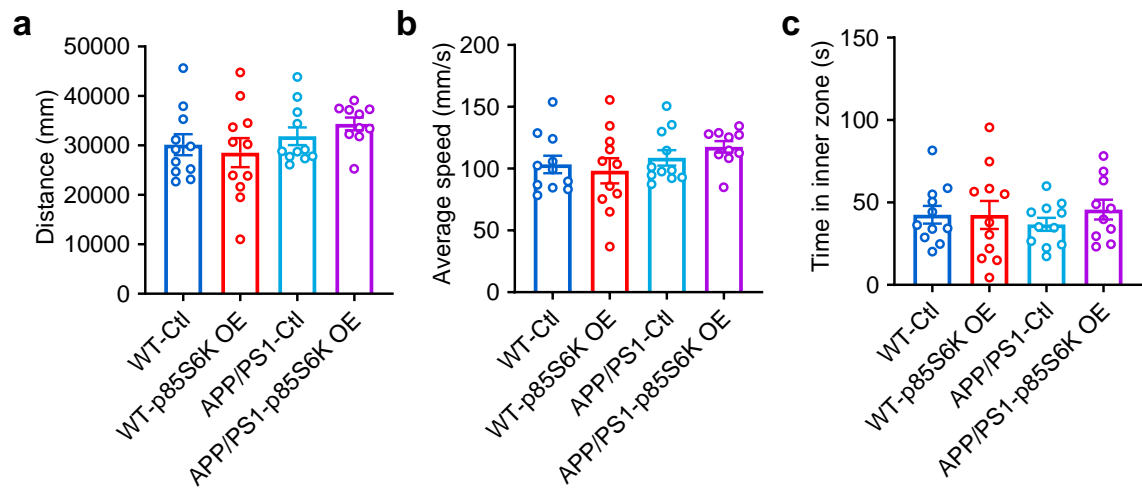 a
Distance (mm)
50000
40000
30000
20000
10000
0
WT-Ctl
WT-p85S6K OE
APP/PS1-Ctl
APP/PS1-p85S6K OE
b
Average speed (mm/s)
200
150
100
50
0
WT-Ctl
WT-p85S6K OE
APP/PS1-Ctl
APP/PS1-p85S6K OE
c
Time in inner zone (s)
150
100
50
0
WT-Ctl
WT-p85S6K OE
APP/PS1-Ctl
APP/PS1-p85S6K OE